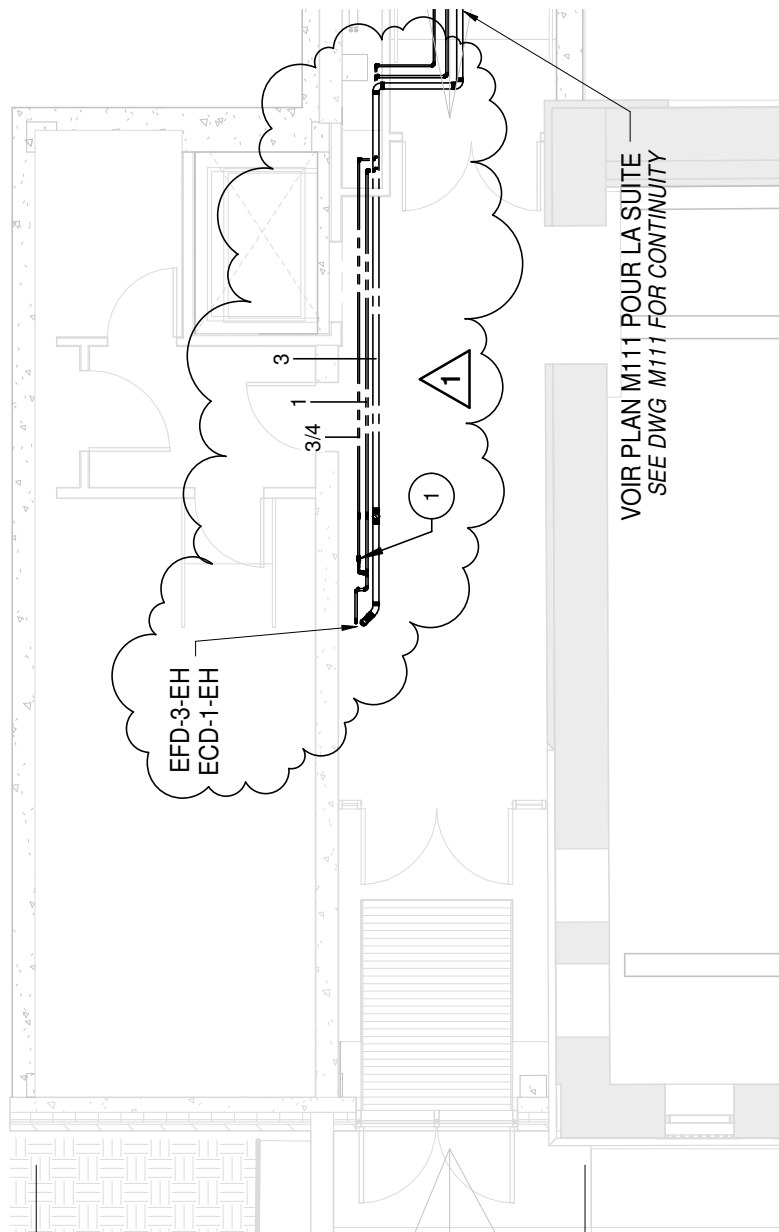 3
1
3/4
1
1
EFD-3-EH
ECD-1-EH
VOIR PLAN M111 POUR LA SUITE
SEE DWG M111 FOR CONTINUITY